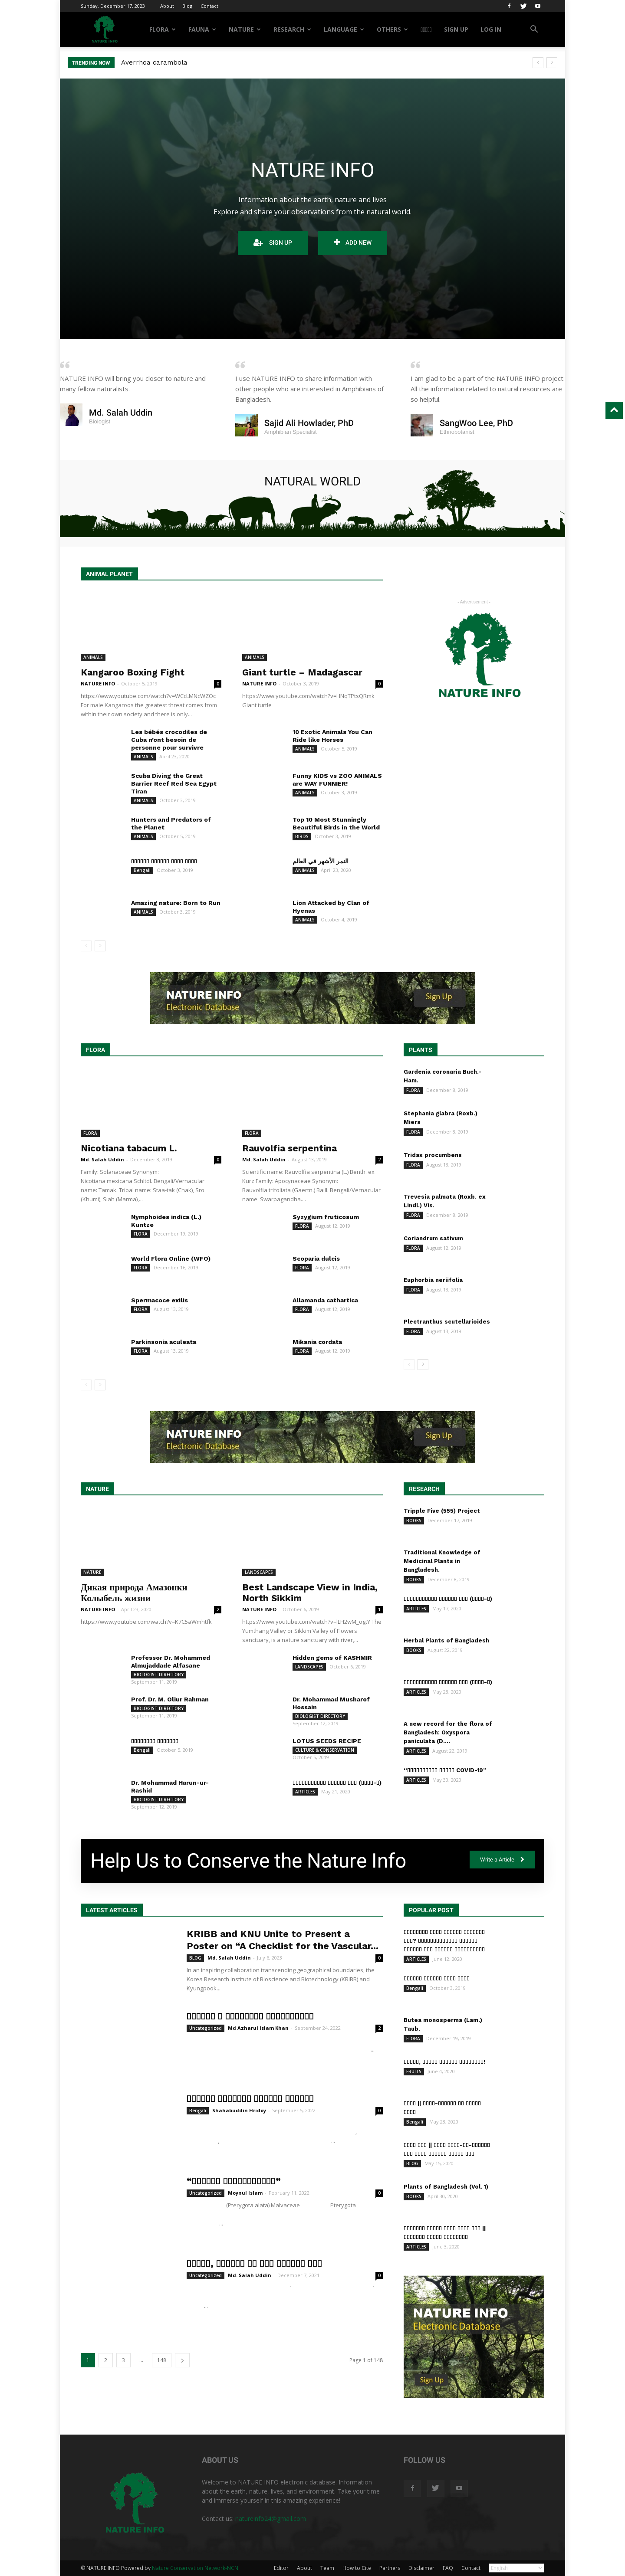 Sunday, December 17, 2023 About Blog Contact
NATURE INFO
FLORA FAUNA NATURE RESEARCH LANGUAGE OTHERS SIGN UP LOG IN
TRENDING NOW Averrhoa carambola
NATURE INFO
Information about the earth, nature and lives
Explore and share your observations from the natural world.
SIGN UP ADD NEW
NATURE INFO will bring you closer to nature and
many fellow naturalists.
Md. Salah Uddin
Biologist
I use NATURE INFO to share information with
other people who are interested in Amphibians of
Bangladesh.
Sajid Ali Howlader, PhD
Amphibian Specialist
I am glad to be a part of the NATURE INFO project.
All the information related to natural resources are
so helpful.
SangWoo Lee, PhD
Ethnobotanist
NATURAL WORLD
ANIMAL PLANET
ANIMALS
Kangaroo Boxing Fight
NATURE INFO October 5, 2019 0
https://www.youtube.com/watch?v=WCcLMNcWZOc
For male Kangaroos the greatest threat comes from
within their own society and there is only...
ANIMALS
Giant turtle – Madagascar
NATURE INFO October 3, 2019 0
https://www.youtube.com/watch?v=HNqTPtsQRmk
Giant turtle
Les bébés crocodiles de
Cuba n'ont besoin de
personne pour survivre
ANIMALS April 23, 2020
10 Exotic Animals You Can
Ride like Horses
ANIMALS October 5, 2019
Scuba Diving the Great
Barrier Reef Red Sea Egypt
Tiran
ANIMALS October 2, 2019
Funny KIDS vs ZOO ANIMALS
are WAY FUNNIER!
ANIMALS October 3, 2019
Hunters and Predators of
the Planet
ANIMALS October 5, 2019
Top 10 Most Stunningly
Beautiful Birds in the World
BIRDS October 3, 2019
Bengali October 3, 2019
النمر الأشهر في العالم
ANIMALS April 23, 2020
Amazing nature: Born to Run
ANIMALS October 5, 2019
Lion Attacked by Clan of
Hyenas
ANIMALS October 4, 2019
Advertisement
NATURE INFO
NATURE INFO
Electronic Database
Sign Up
FLORA
FLORA
Nicotiana tabacum L.
Md. Salah Uddin December 8, 2019 0
Family: Solanaceae Synonym:
Nicotiana mexicana Schltdl. Bengali/Vernacular
name: Tamak. Tribal name: Staa-tak (Chak), Sro
(Khumi), Siah (Marma),...
FLORA
Rauvolfia serpentina
Md. Salah Uddin August 13, 2019 2
Scientific name: Rauvolfia serpentina (L.) Benth. ex
Kurz Family: Apocynaceae Synonym:
Rauvolfia trifoliata (Gaertn.) Baill. Bengali/Vernacular
name: Swarpagandha....
Nymphoides indica (L.)
Kuntze
FLORA December 19, 2019
Syzygium fruticosum
FLORA August 12, 2019
World Flora Online (WFO)
FLORA December 16, 2019
Scoparia dulcis
FLORA August 12, 2019
Spermacoce exilis
FLORA August 13, 2019
Allamanda cathartica
FLORA August 12, 2019
Parkinsonia aculeata
FLORA August 13, 2019
Mikania cordata
FLORA August 12, 2019
PLANTS
Gardenia coronaria Buch.-
Ham.
FLORA December 8, 2019
Stephania glabra (Roxb.)
Miers
FLORA December 8, 2019
Tridax procumbens
FLORA August 13, 2019
Trevesia palmata (Roxb. ex
Lindl.) Vis.
FLORA December 8, 2019
Coriandrum sativum
FLORA August 12, 2019
Euphorbia neriifolia
FLORA August 13, 2019
Plectranthus scutellarioides
FLORA August 13, 2019
NATURE INFO
Electronic Database
Sign Up
NATURE
NATURE
Дикая природа Амазонки
Колыбель жизни
NATURE INFO April 23, 2020 2
https://www.youtube.com/watch?v=K7C5aWmhtfk
LANDSCAPES
Best Landscape View in India,
North Sikkim
NATURE INFO October 6, 2019 1
https://www.youtube.com/watch?v=lLH2wM_ogtY The
Yumthang Valley or Sikkim Valley of Flowers
sanctuary, is a nature sanctuary with river,...
Professor Dr. Mohammed
Almujaddade Alfasane
BIOLOGIST DIRECTORY
September 11, 2019
Hidden gems of KASHMIR
LANDSCAPES October 6, 2019
Prof. Dr. M. Oliur Rahman
BIOLOGIST DIRECTORY
September 11, 2019
Dr. Mohammad Musharof
Hossain
BIOLOGIST DIRECTORY
September 12, 2019
Bengali October 5, 2019
LOTUS SEEDS RECIPE
CULTURE & CONSERVATION
October 3, 2019
Dr. Mohammad Harun-ur-
Rashid
BIOLOGIST DIRECTORY
September 12, 2019
ARTICLES May 21, 2020
RESEARCH
Tripple Five (555) Project
BOOKS December 17, 2019
Traditional Knowledge of
Medicinal Plants in
Bangladesh.
BOOKS December 8, 2019
ARTICLES May 17, 2020
Herbal Plants of Bangladesh
BOOKS August 22, 2019
ARTICLES May 28, 2020
A new record for the flora of
Bangladesh: Oxyspora
paniculata (D....
ARTICLES August 22, 2019
COVID-19"
ARTICLES May 30, 2020
Help Us to Conserve the Nature Info
Write a Article
LATEST ARTICLES
KRIBB and KNU Unite to Present a
Poster on "A Checklist for the Vascular...
BLOG Md. Salah Uddin July 6, 2023 0
In an inspiring collaboration transcending geographical boundaries, the
Korea Research Institute of Bioscience and Biotechnology (KRIBB) and
Kyungpook...
Uncategorized Md Azharul Islam Khan September 26, 2022 2
Bengali Shahabuddin Hridoy September 3, 2022 0
Uncategorized Moynul Islam February 11, 2022 0
(Pterygota alata) Malvaceae Pterygota
Uncategorized Md. Salah Uddin December 7, 2021 0
1 2 3 ... 148 Page 1 of 148
POPULAR POST
ARTICLES June 12, 2023
Bengali October 3, 2019
Butea monosperma (Lam.)
Taub.
FLORA December 19, 2019
FRUITS June 4, 2020
Bengali May 28, 2020
BLOG May 15, 2020
Plants of Bangladesh (Vol. 1)
BOOKS April 30, 2020
ARTICLES June 3, 2020
NATURE INFO
Electronic Database
Sign Up
NATURE INFO
ABOUT US
Welcome to NATURE INFO electronic database. Information
about the earth, nature, lives, and environment. Take your time
and immerse yourself in this amazing experience!
Contact us: natureinfo24@gmail.com
FOLLOW US
© NATURE INFO Powered by Nature Conservation Network-NCN
Editor About Team How to Cite Partners Disclaimer FAQ Contact